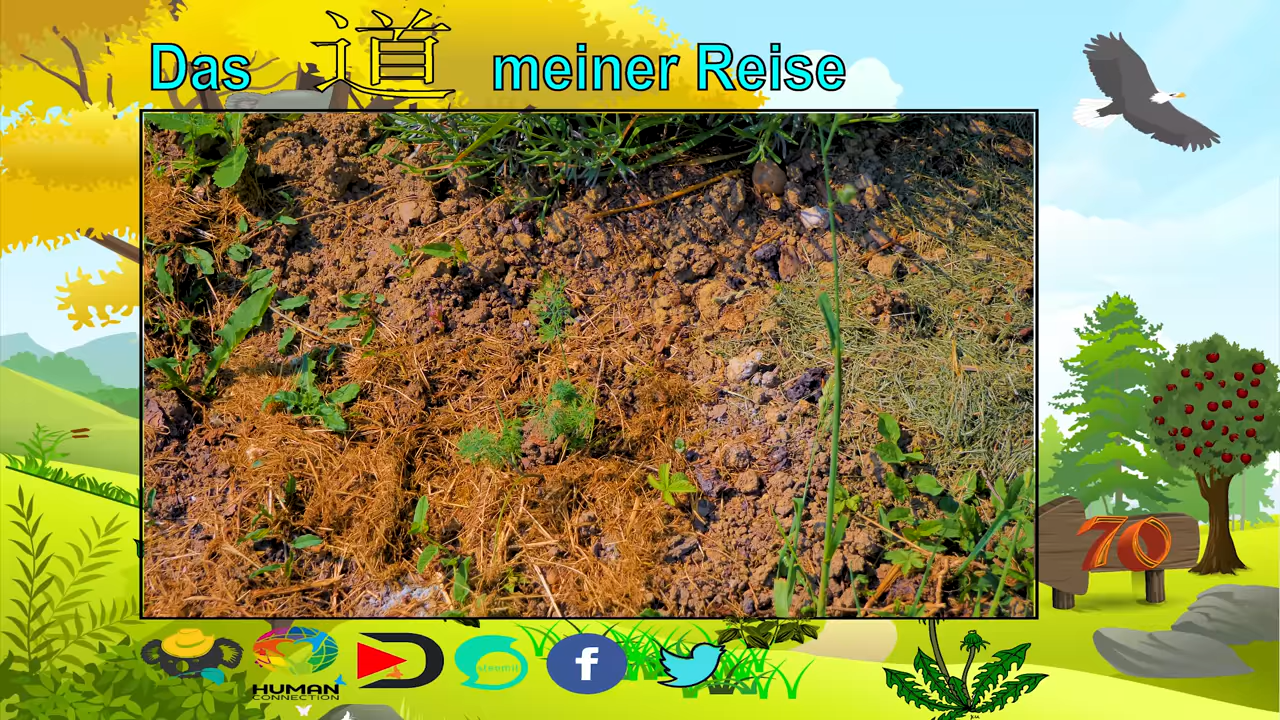 Das 道 meiner Reise
70
HUMAN
CONNECTION
steemit
f